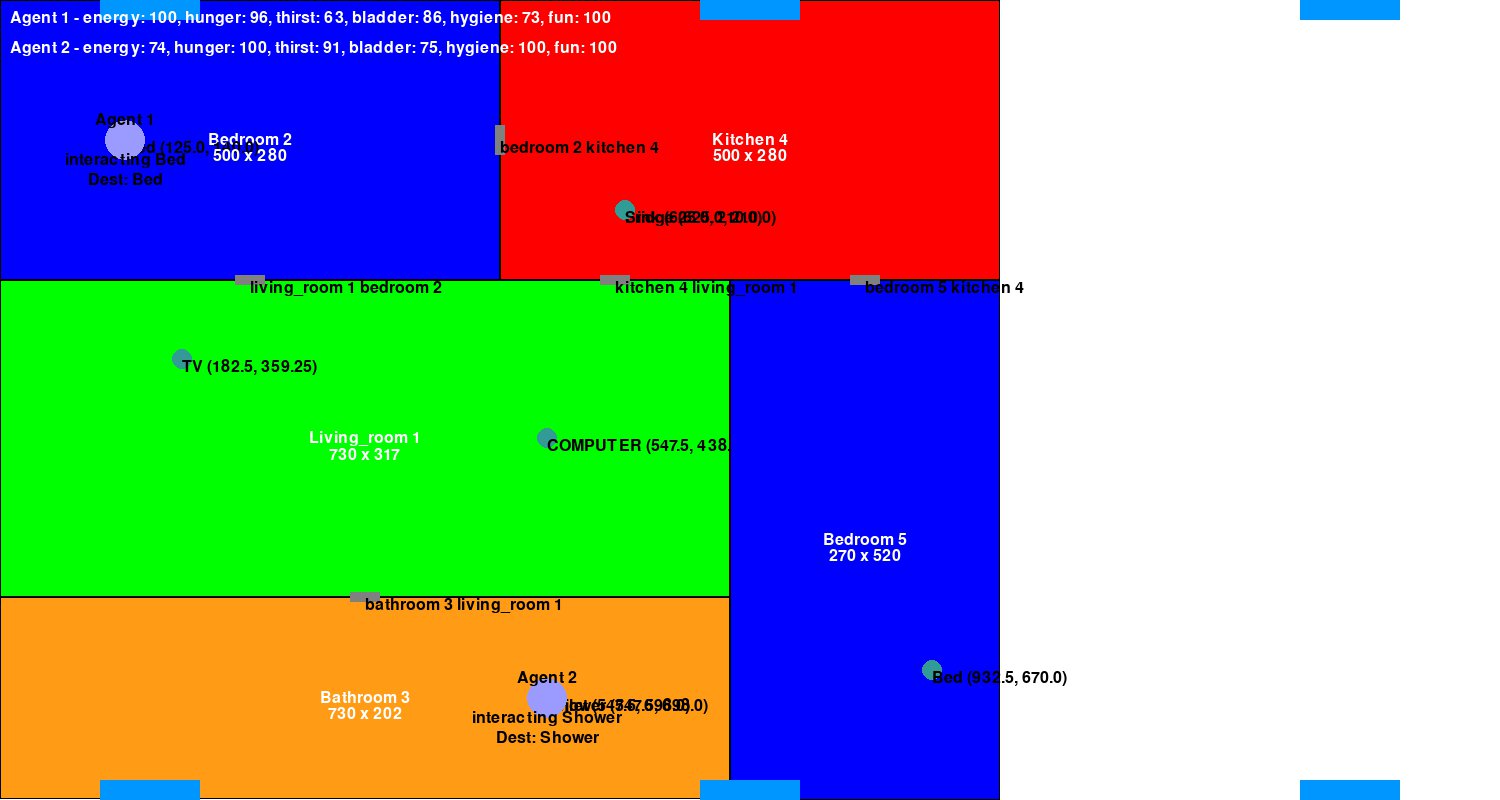 Agent 1 - energy: 100, hunger: 96, thirst: 63, bladder: 86, hygiene: 73, fun: 100
Agent 2 - energy: 74, hunger: 100, thirst: 91, bladder: 75, hygiene: 100, fun: 100
Agent 1
Bedroom 2
500 x 280
interacting Bed
Dest: Bed
bedroom 2 kitchen 4
Kitchen 4
500 x 280
living_room 1 bedroom 2
kitchen 4 living_room 1
bedroom 5 kitchen 4
TV (182.5, 359.25)
Living_room 1
730 x 317
COMPUTER (547.5, 438.
Bedroom 5
270 x 520
bathroom 3 living_room 1
Agent 2
Bed (932.5, 670.0)
Bathroom 3
730 x 202
interacting Shower
Dest: Shower